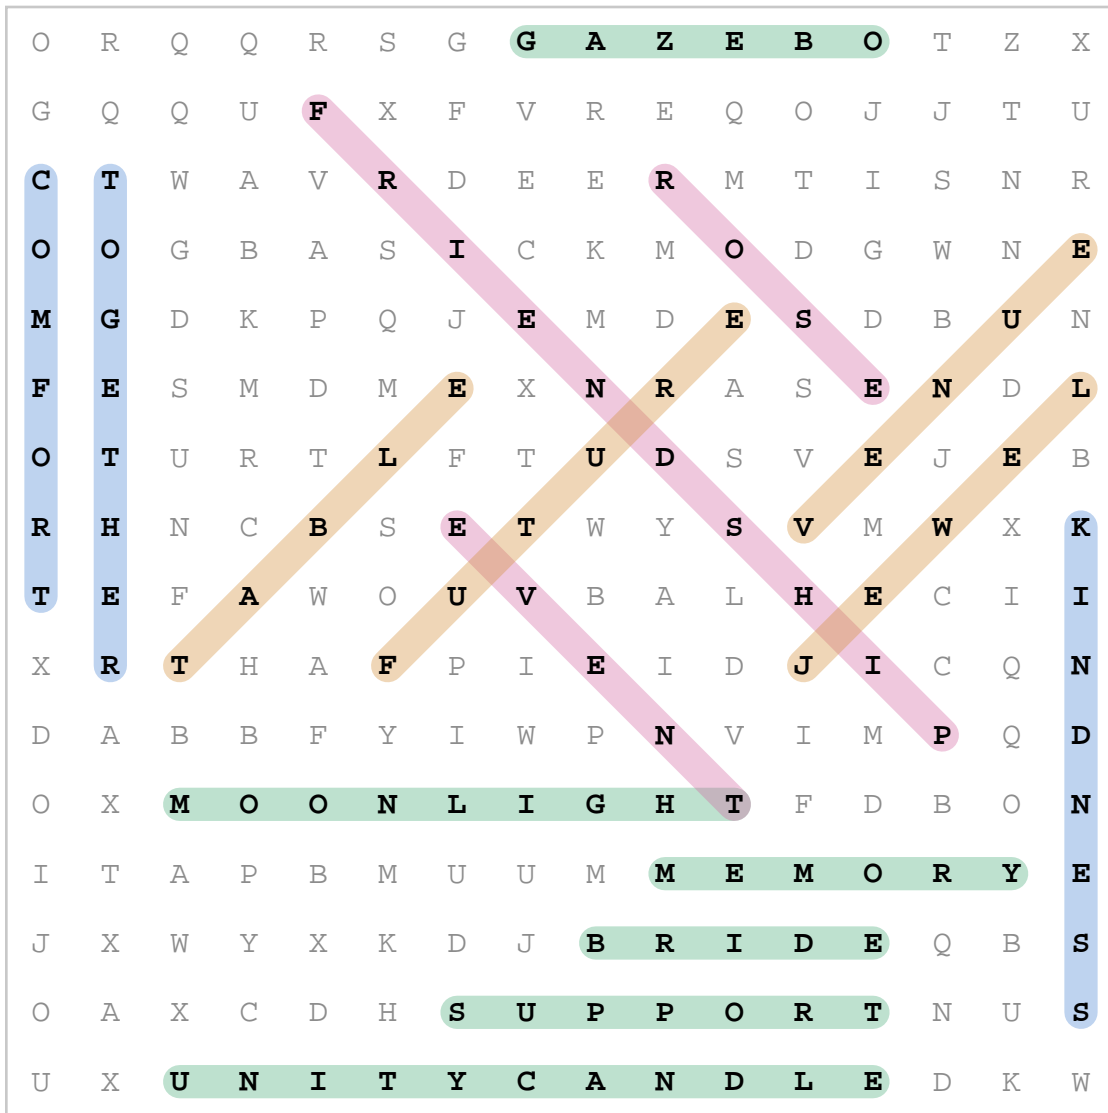 O R Q Q R S G G A Z E B O T Z X
G Q Q U F X F V R E Q O J J T U
C T W A V R D E E R M T I S N R
O O G B A S I C K M O D G W N E
M G D K P Q J E M D E S D B U N
F E S M D M E X N R A S E N D L
O T U R T L F T U D S V E J E B
R H N C B S E T W Y S V M W X K
T E F A W O U V B A L H E C I I
X R T H A F P I E I D J I C Q N
D A B B F Y I W P N V I M P Q D
O X M O O N L I G H T F D B O N
I T A P B M U U M M E M O R Y E
J X W Y X K D J B R I D E Q B S
O A X C D H S U P P O R T N U S
U X U N I T Y C A N D L E D K W